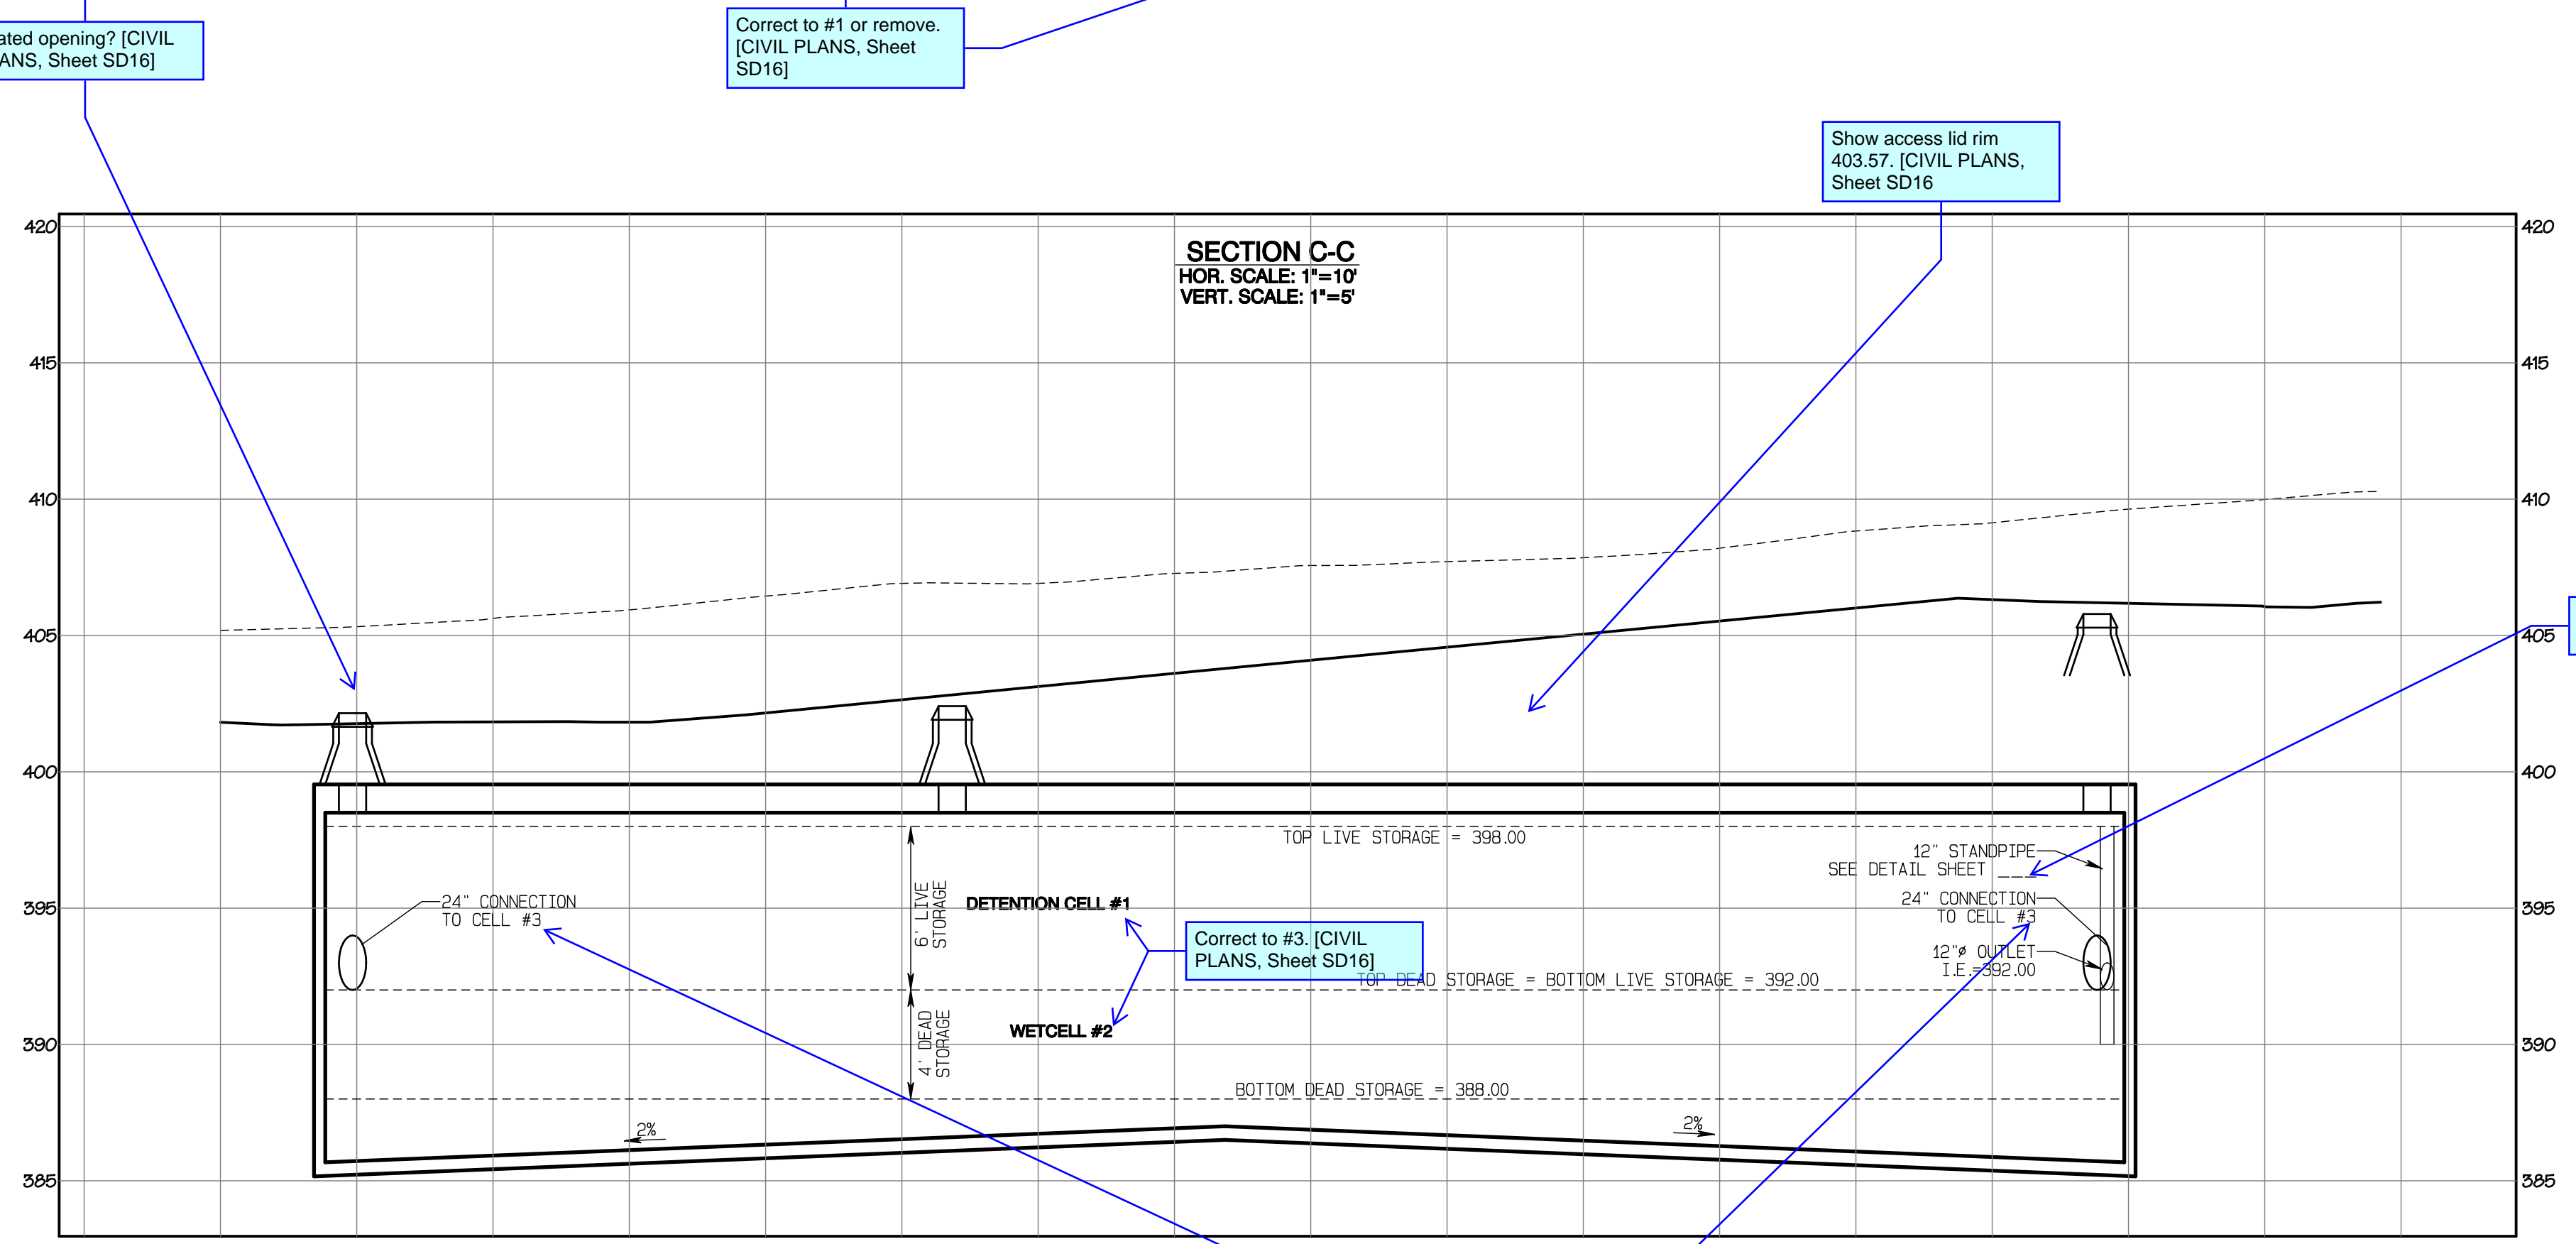 ated opening? [CIVIL
ANS, Sheet SD16]
Correct to #1 or remove.
[CIVIL PLANS, Sheet
SD16]
Show access lid rim
403.57. [CIVIL PLANS,
Sheet SD16
SECTION C-C
HOR. SCALE: 1"=10'
VERT. SCALE: 1"=5'
420
420
415
415
410
410
405
405
400
400
TOP LIVE STORAGE = 398.00
12" STANDPIPE
SEE DETAIL SHEET ___
24" CONNECTION
TO CELL #3
6' LIVE
STORAGE
DETENTION CELL #1
24" CONNECTION
TO CELL #3
395
395
Correct to #3. [CIVIL
PLANS, Sheet SD16]
12"ø OUTLET
I.E.=392.00
TOP DEAD STORAGE = BOTTOM LIVE STORAGE = 392.00
4' DEAD
STORAGE
WETCELL #2
390
390
BOTTOM DEAD STORAGE = 388.00
2%
2%
385
385